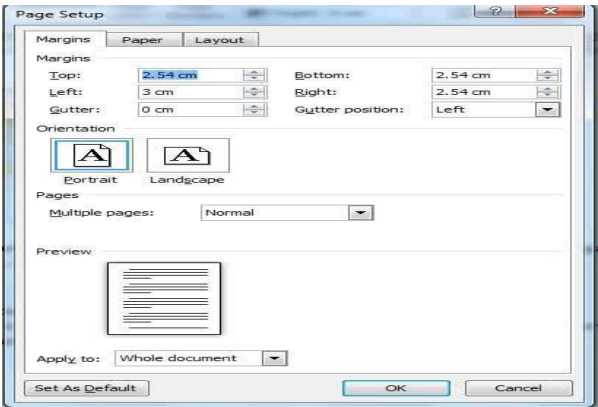 Page Setup
Margins Paper Layout
Margins
Top: 2.54 cm Bottom: 2.54 cm
Left: 3 cm Right: 2.54 cm
Gutter: 0 cm Gutter position: Left
Orientation
A A
Portrait Landscape
Pages
Multiple pages: Normal
Preview
Apply to: Whole document
Set As Default OK Cancel